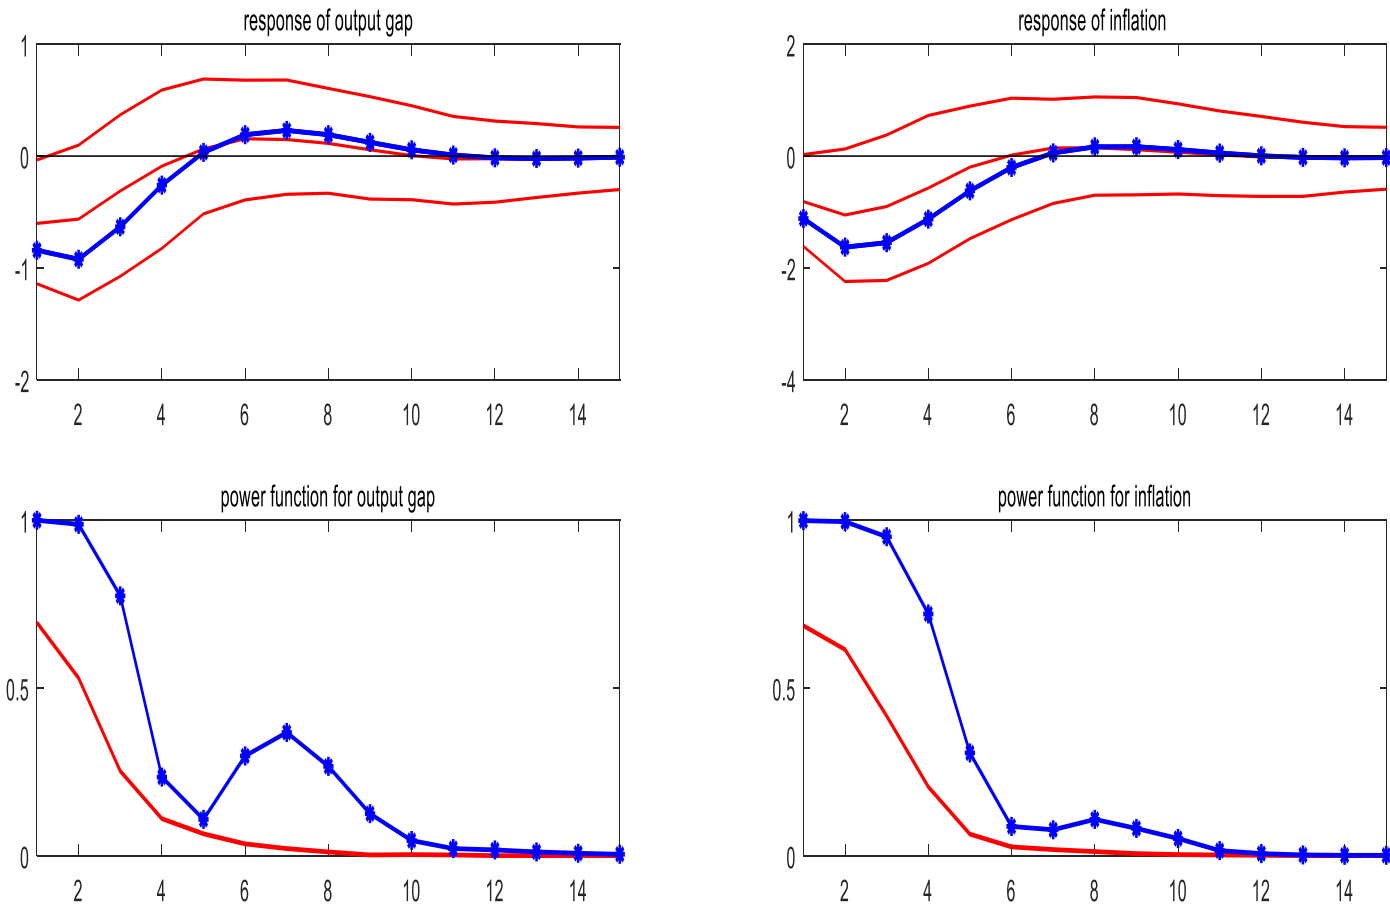 response of output gap
1
0
-1
-2
2 4 6 8 10 12 14
response of inflation
2
0
-2
-4
2 4 6 8 10 12 14
power function for output gap
1
0.5
0
2 4 6 8 10 12 14
power function for inflation
1
0.5
0
2 4 6 8 10 12 14